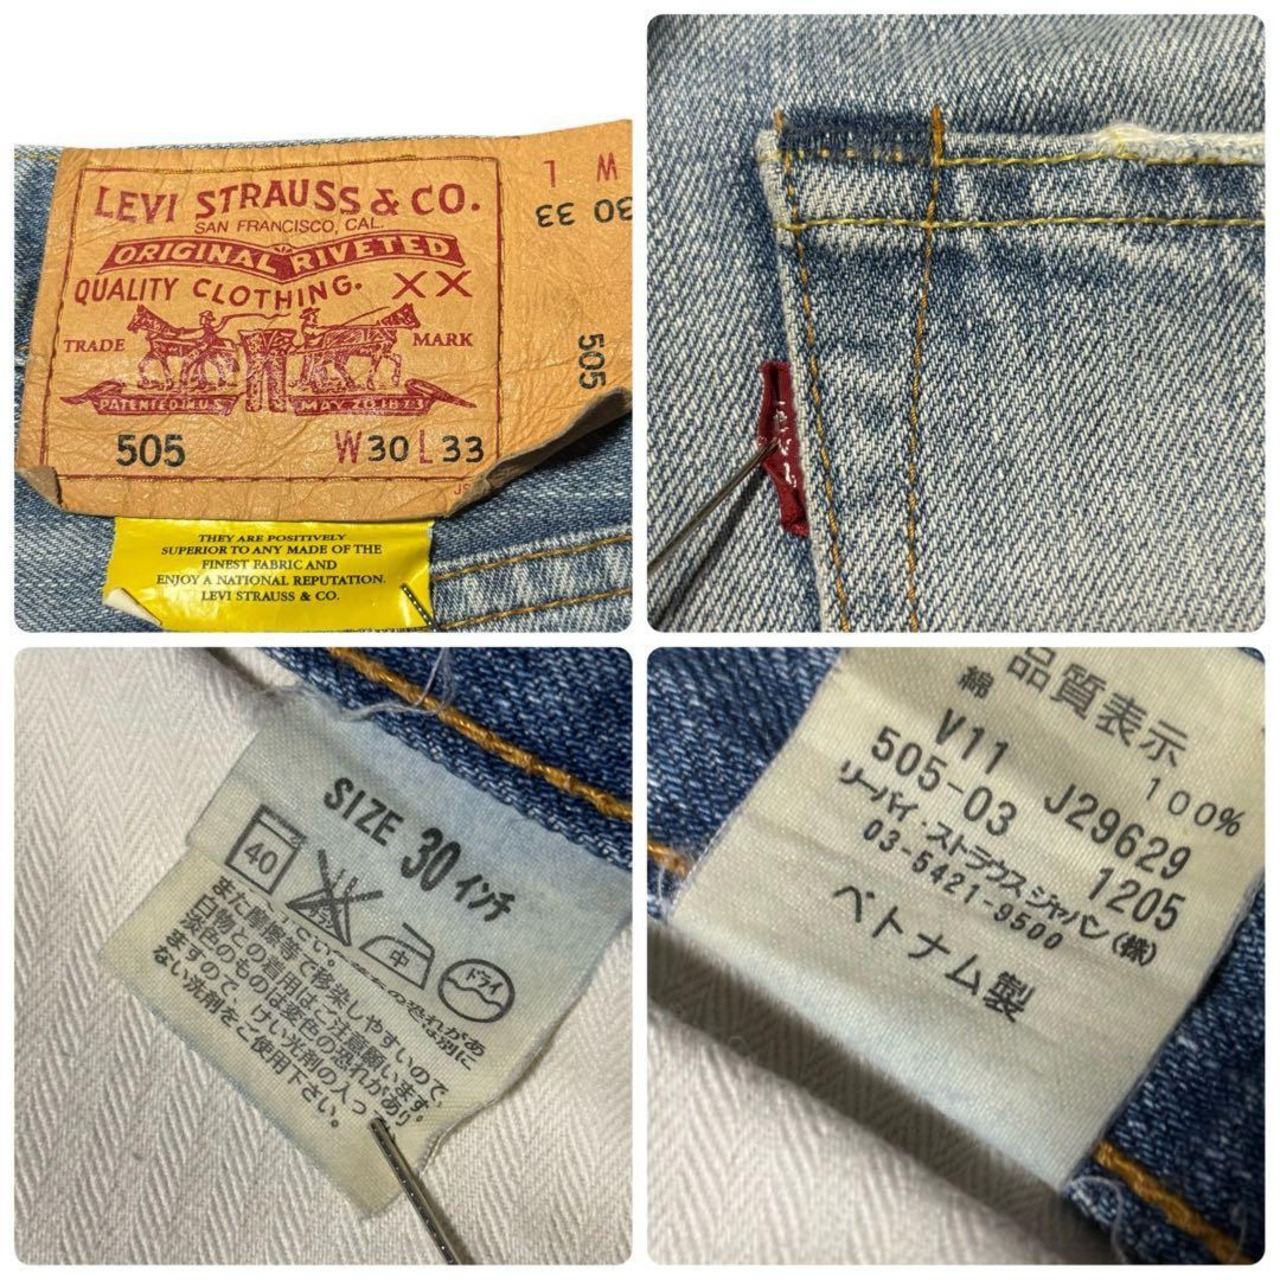 LEVI STRAUSS & CO.
SAN FRANCISCO, CAL.
ORIGINAL RIVETED
QUALITY CLOTHING. XX
TRADE MARK
PATENTED IN U.S. MAY 20 1873
505 W30 L33
W L
30 33
505
THEY ARE POSITIVELY
SUPERIOR TO ANY MADE OF THE
FINEST FABRIC AND
ENJOY A NATIONAL REPUTATION.
LEVI STRAUSS & CO.
SIZE 30 インチ
40
中
ドライ
また摩擦等で移染しやすいので、
白物との着用はご注意願います。
淡色のものは変色の恐れがあり
ますので、けい光剤の入って
ない洗剤をご使用下さい。
品質表示
綿 100%
V11 J29629
505-03 1205
リーバイ・ストラウス ジャパン(株)
03-5421-9500
ベトナム製